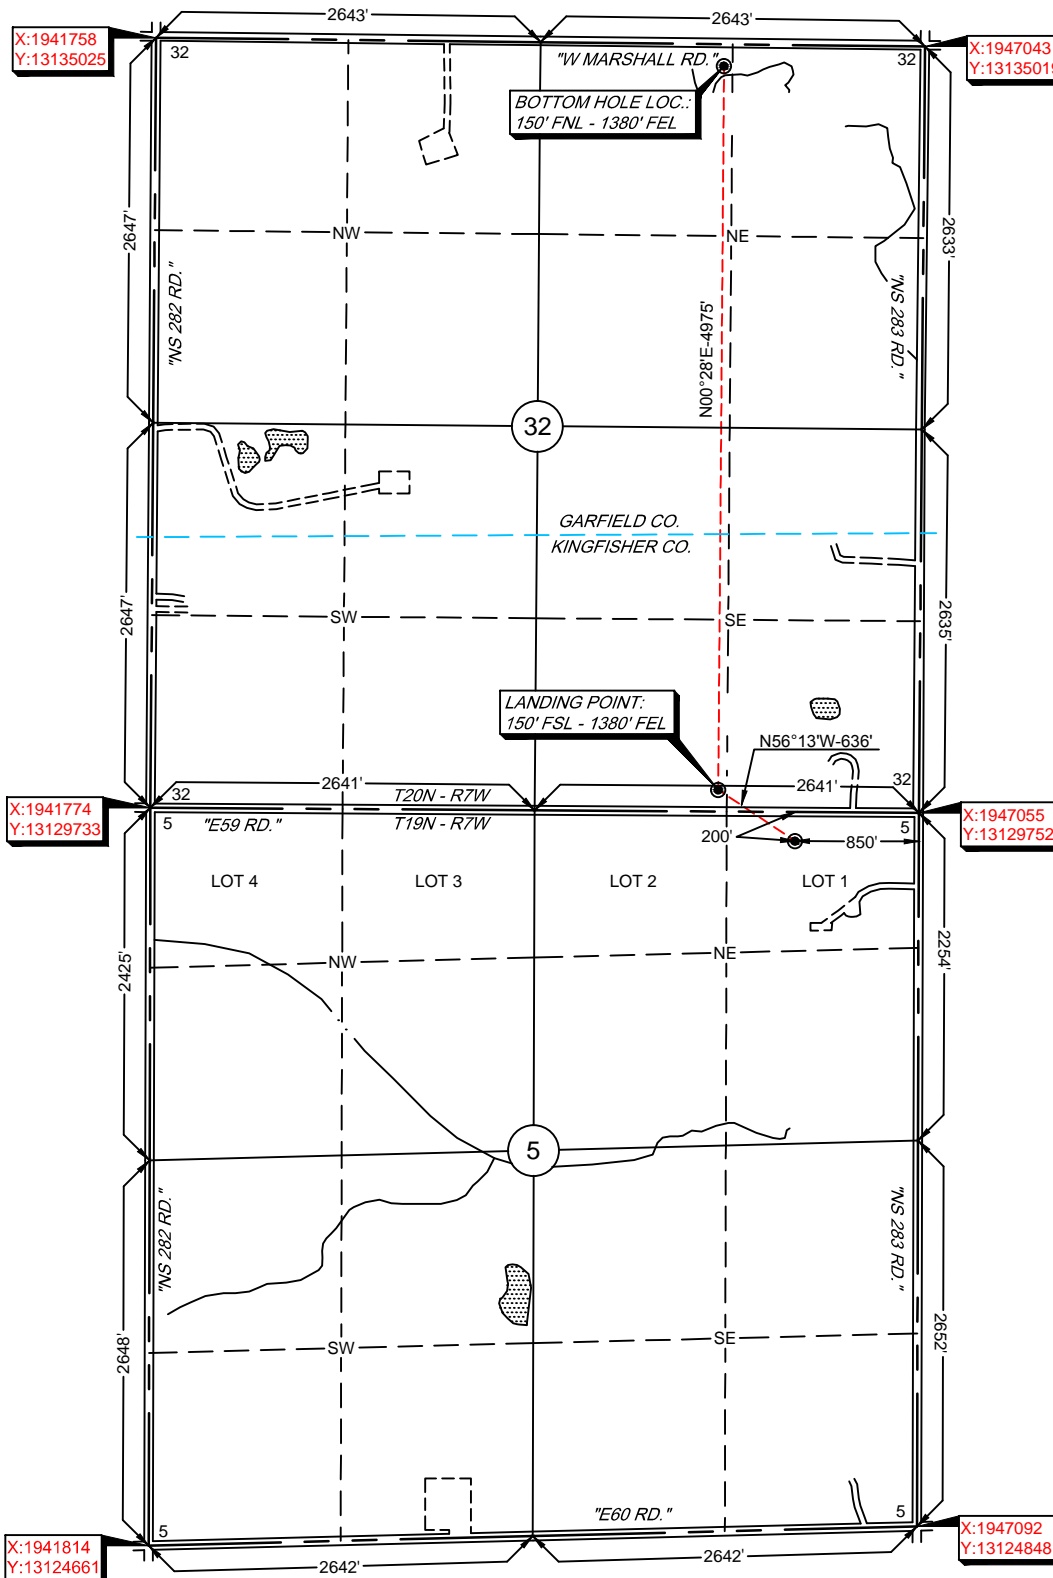 2643'
2643'
X:1941758
Y:13135025
X:1947043
Y:13135019
32
32
"W MARSHALL RD."
BOTTOM HOLE LOC.:
150' FNL - 1380' FEL
2647'
NW
NE
2633'
"NS 282 RD."
"NS 283 RD."
N00°28'E-4975'
32
GARFIELD CO.
KINGFISHER CO.
2647'
SW
SE
2635'
LANDING POINT:
150' FSL - 1380' FEL
N56°13'W-636'
2641'
2641'
32
32
T20N - R7W
X:1941774
Y:13129733
X:1947055
Y:13129752
5
"E59 RD."
T19N - R7W
5
200'
850'
LOT 4
LOT 3
LOT 2
LOT 1
2425'
NW
NE
2254'
5
"NS 282 RD."
"NS 283 RD."
2648'
SW
SE
2652'
"E60 RD."
5
5
X:1941814
Y:13124661
X:1947092
Y:13124848
2642'
2642'